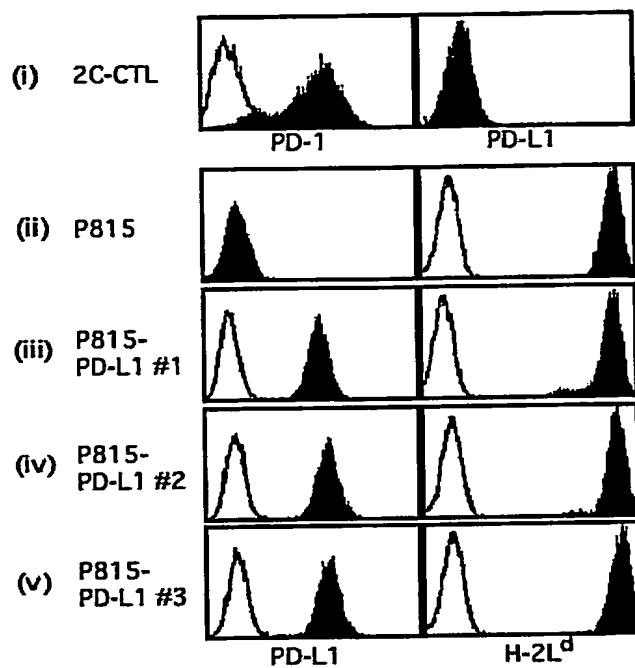 (i) 2C-CTL
PD-1 PD-L1
(ii) P815
(iii) P815-
PD-L1 #1
(iv) P815-
PD-L1 #2
(v) P815-
PD-L1 #3
PD-L1 H-2Lᵈ